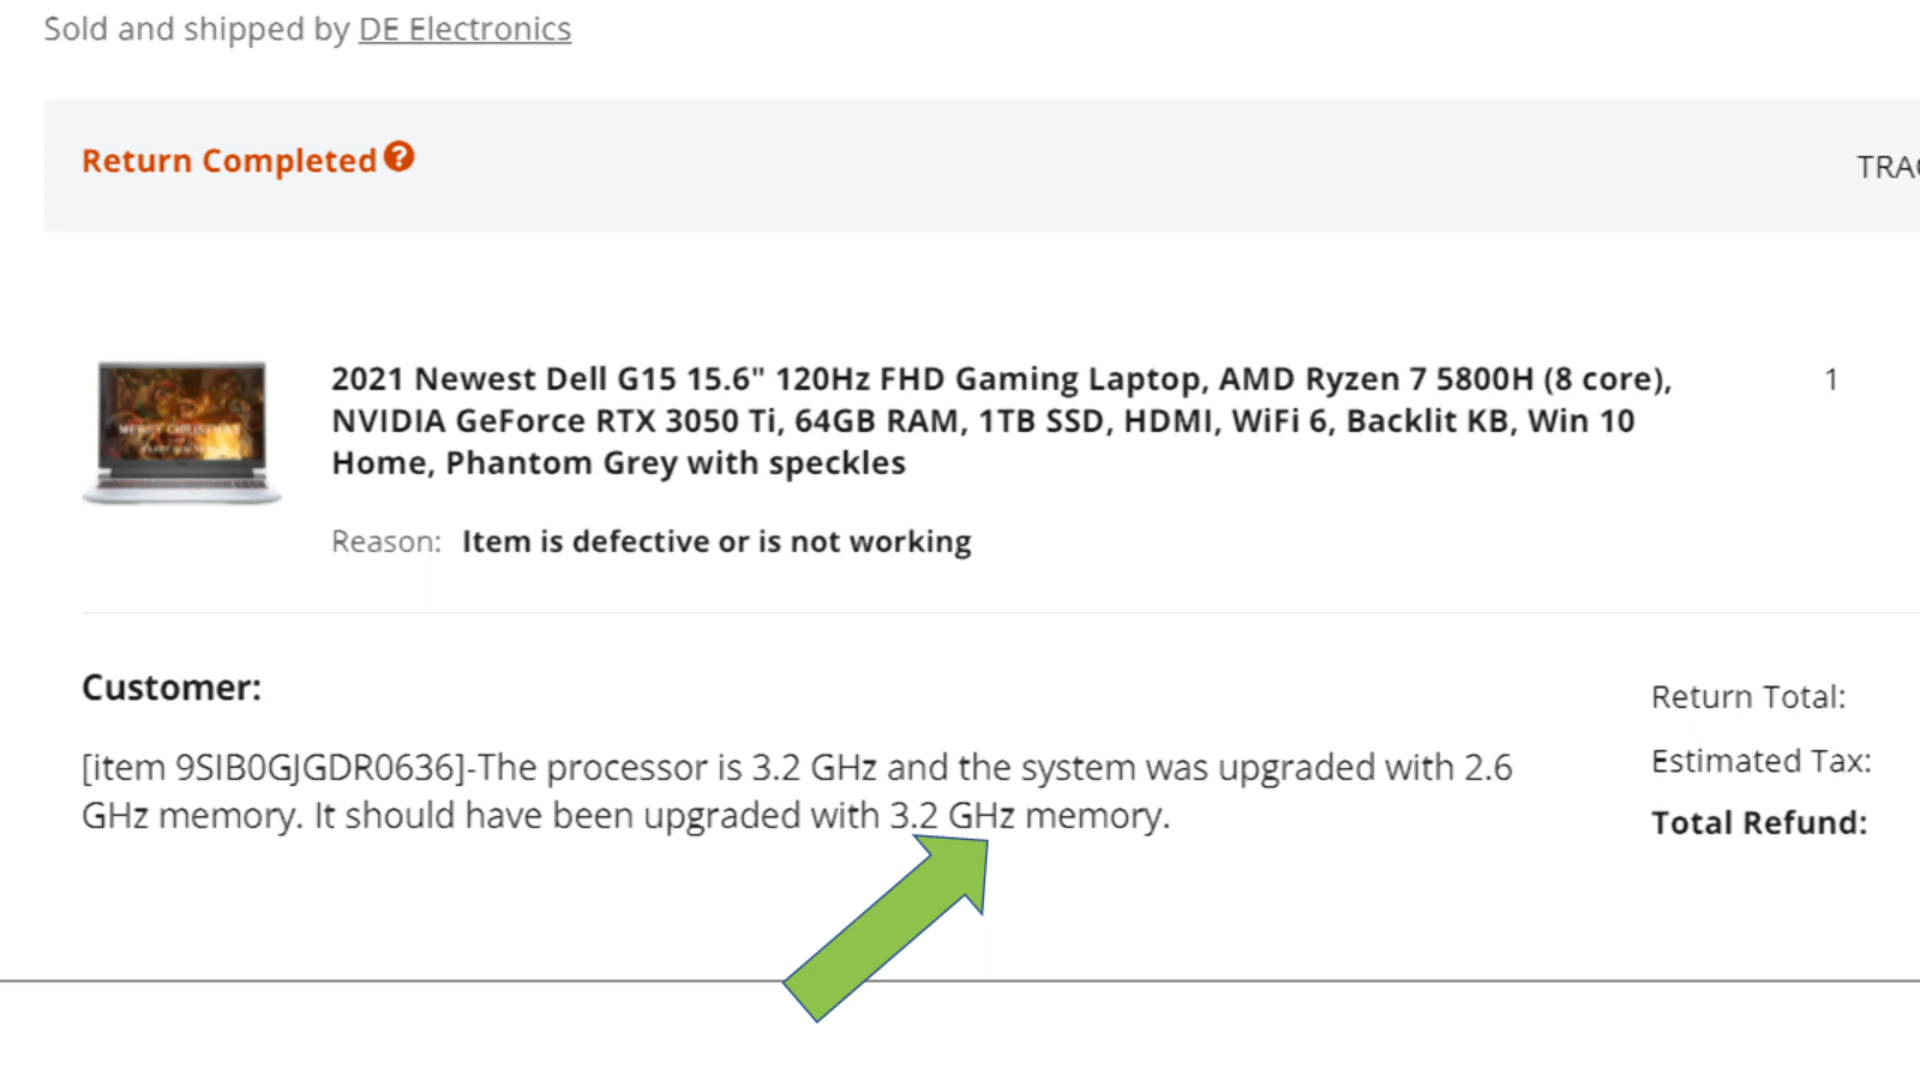 Sold and shipped by DE Electronics
Return Completed
TRA
2021 Newest Dell G15 15.6" 120Hz FHD Gaming Laptop, AMD Ryzen 7 5800H (8 core),
NVIDIA GeForce RTX 3050 Ti, 64GB RAM, 1TB SSD, HDMI, WiFi 6, Backlit KB, Win 10
Home, Phantom Grey with speckles
1
MERRY CHRISTMAS
Reason: Item is defective or is not working
Customer:
[item 9SIB0GJGDR0636]-The processor is 3.2 GHz and the system was upgraded with 2.6
GHz memory. It should have been upgraded with 3.2 GHz memory.
Return Total:
Estimated Tax:
Total Refund: